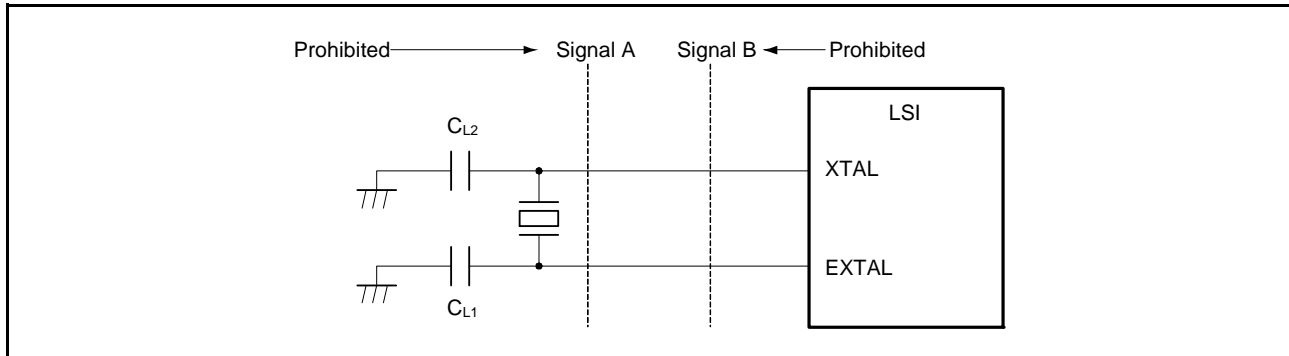 Prohibited Signal A Signal B Prohibited
LSI
CL2
XTAL
EXTAL
CL1